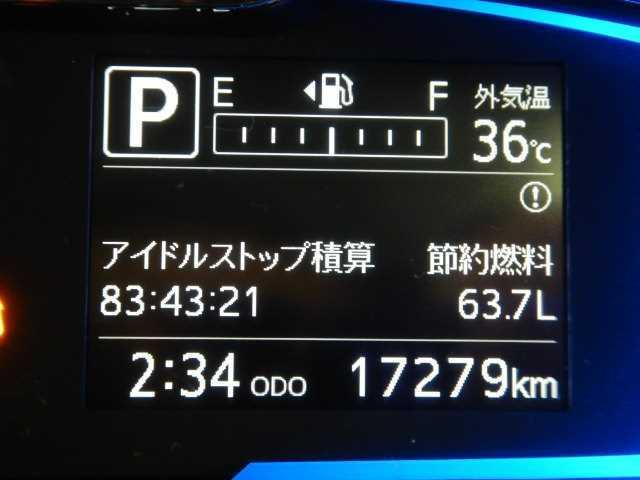 P E F 外気温
36℃
アイドルストップ積算 節約燃料
83:43:21 63.7L
2:34 ODO 17279km